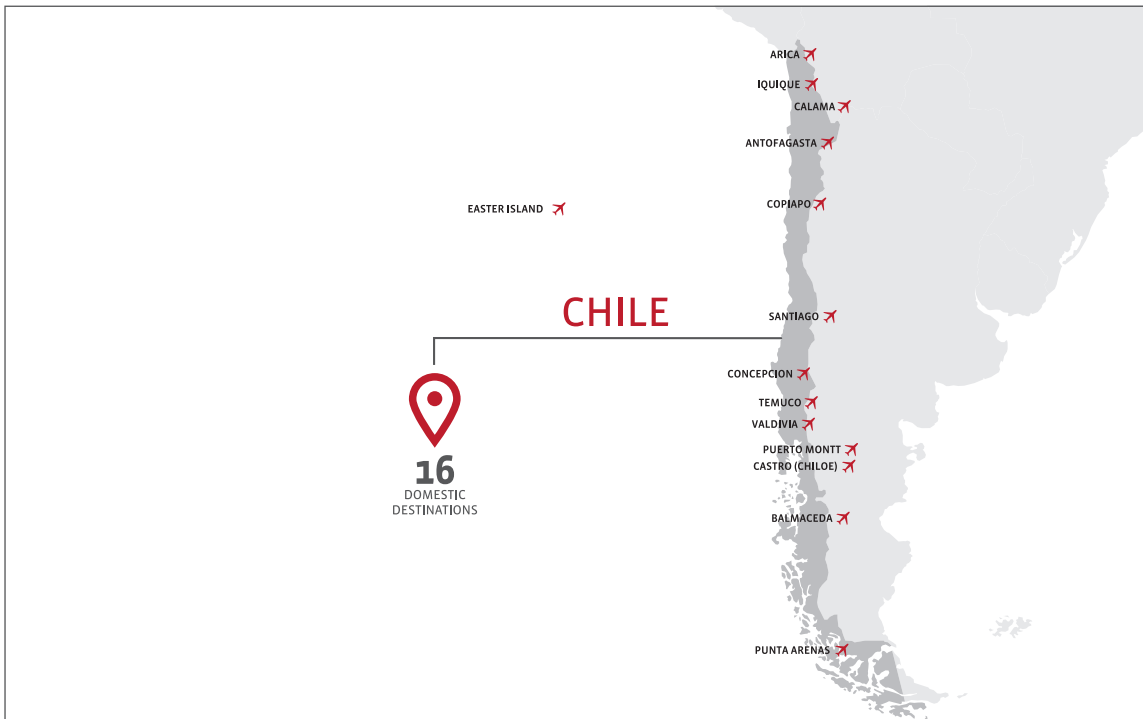 ARICA
IQUIQUE
CALAMA
ANTOFAGASTA
COPIAPO
EASTER ISLAND
CHILE
SANTIAGO
CONCEPCION
TEMUCO
VALDIVIA
PUERTO MONTT
CASTRO (CHILOE)
16
DOMESTIC
DESTINATIONS
BALMACEDA
PUNTA ARENAS